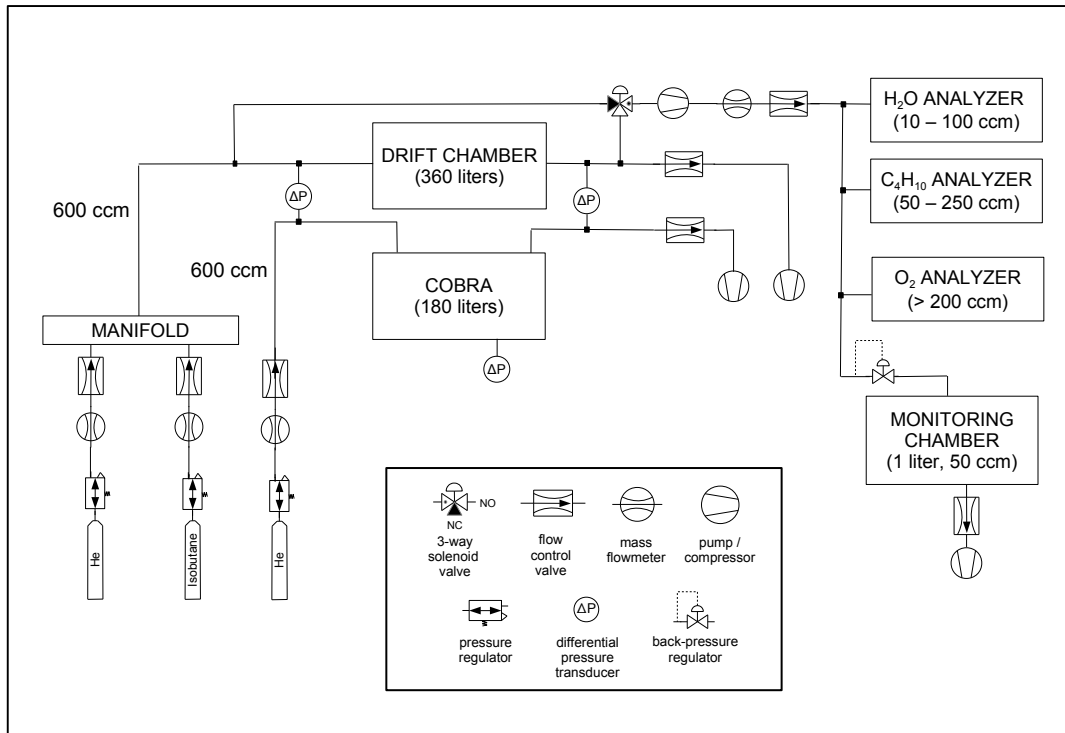 H₂O ANALYZER
(10 – 100 ccm)
DRIFT CHAMBER
(360 liters)
C₄H₁₀ ANALYZER
(50 – 250 ccm)
600 ccm
ΔP
ΔP
600 ccm
COBRA
(180 liters)
O₂ ANALYZER
(> 200 ccm)
MANIFOLD
ΔP
MONITORING
CHAMBER
(1 liter, 50 ccm)
He
Isobutane
He
NO
NC
3-way
solenoid
valve
flow
control
valve
mass
flowmeter
pump /
compressor
ΔP
pressure
regulator
differential
pressure
transducer
back-pressure
regulator